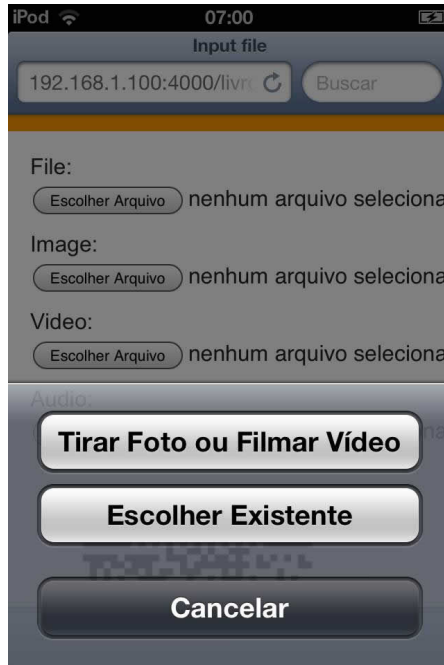 iPod 07:00
Input file
192.168.1.100:4000/livr
Buscar
File:
Escolher Arquivo nenhum arquivo seleciona
Image:
Escolher Arquivo nenhum arquivo seleciona
Video:
Escolher Arquivo nenhum arquivo seleciona
Audio:
na
Tirar Foto ou Filmar Vídeo
Escolher Existente
Cancelar